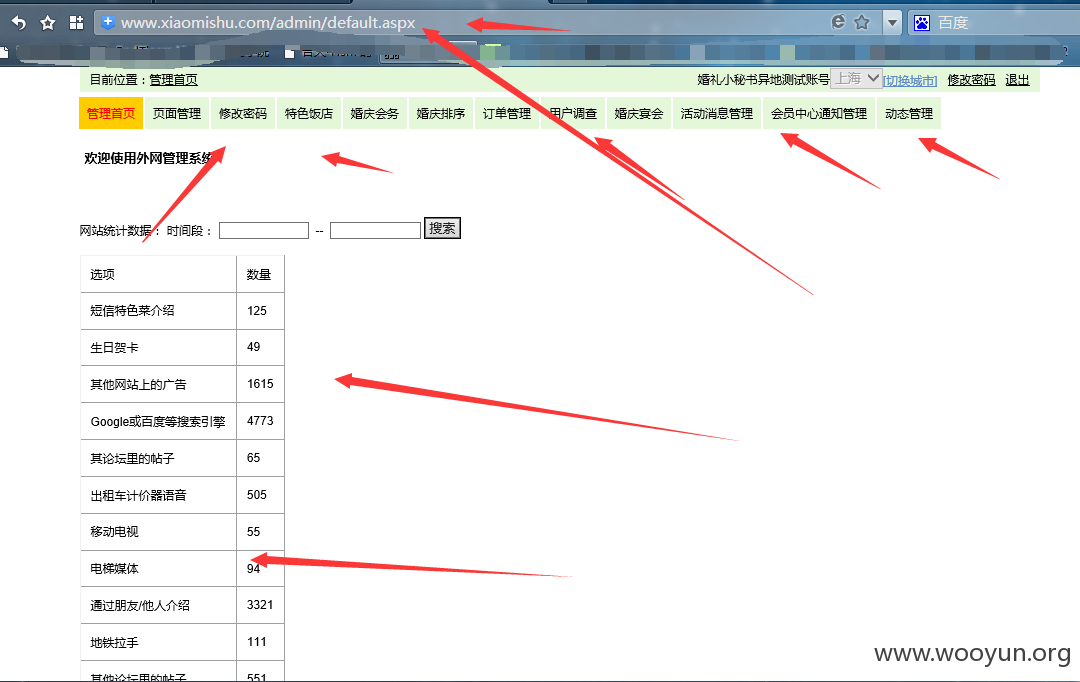 www.xiaomishu.com/admin/default.aspx 百度
目前位置：管理首页 婚礼小秘书异地测试账号 上海 [切换城市] 修改密码 退出
管理首页 页面管理 修改密码 特色饭店 婚庆会务 婚庆排序 订单管理 用户调查 婚庆宴会 活动消息管理 会员中心通知管理 动态管理
欢迎使用外网管理系统
网站统计数据： 时间段： -- 搜索
选项 数量
短信特色菜介绍 125
生日贺卡 49
其他网站上的广告 1615
Google或百度等搜索引擎 4773
其论坛里的帖子 65
出租车计价器语音 505
移动电视 55
电梯媒体 94
通过朋友/他人介绍 3321
地铁拉手 111
其他论坛里的帖子 551
www.wooyun.org